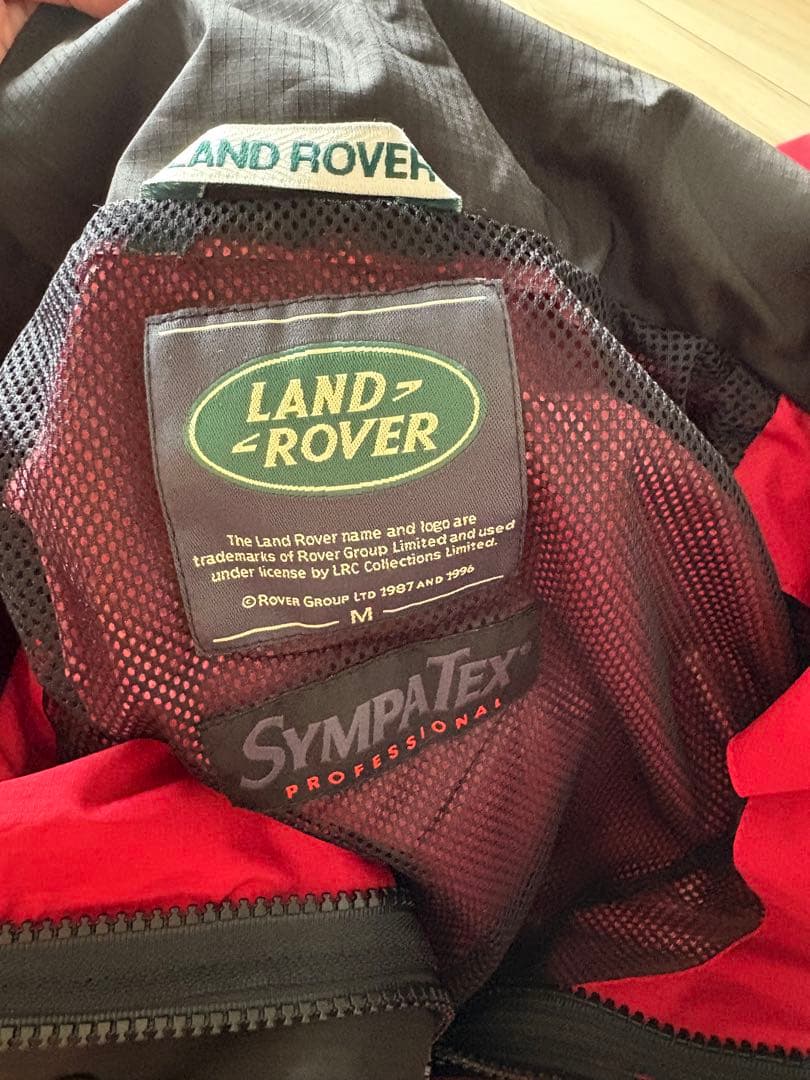 LAND ROVER
LAND
ROVER
The Land Rover name and logo are
trademarks of Rover Group Limited and used
under license by LRC Collections Limited.
© ROVER GROUP LTD 1987 AND 1996
M
SYMPATEX®
PROFESSIONAL